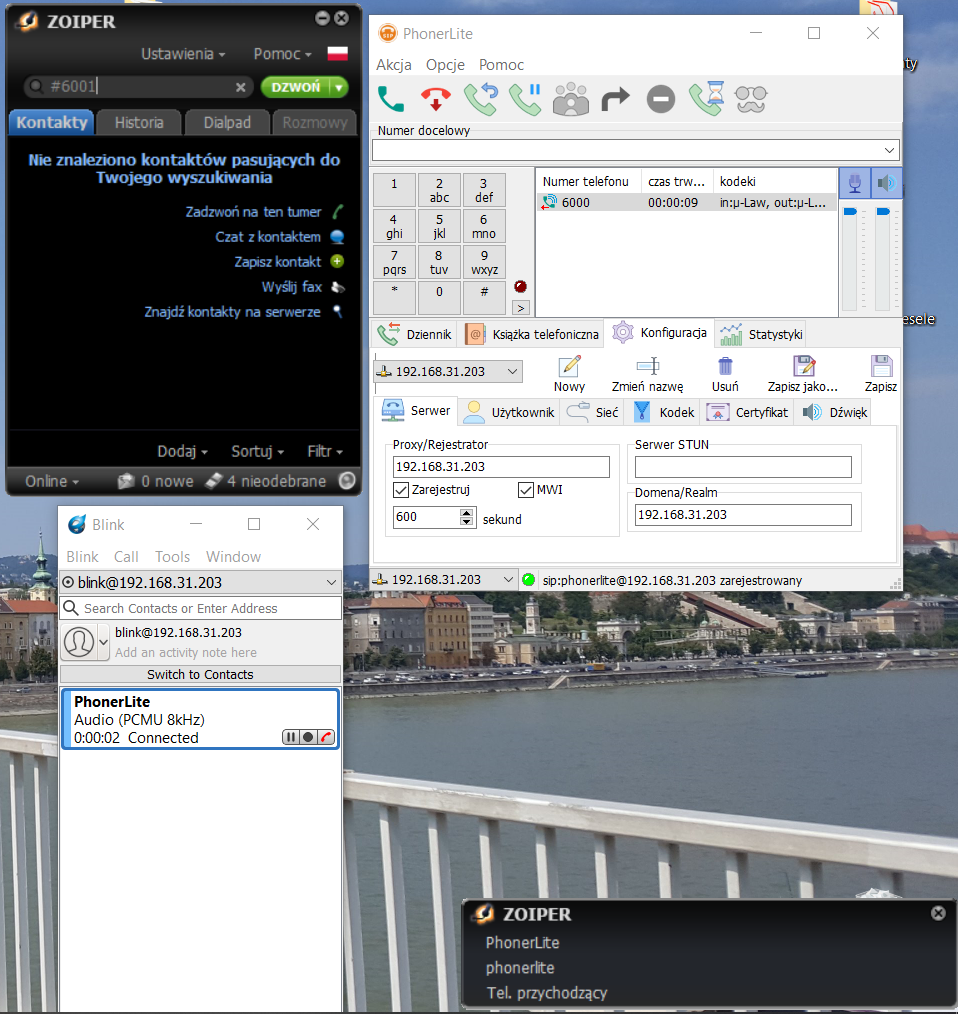 ZOIPER
Ustawienia
Pomoc
#6001
DZWOŃ
Kontakty
Historia
Dialpad
Rozmowy
Nie znaleziono kontaktów pasujących do
Twojego wyszukiwania
Zadzwoń na ten tumer
Czat z kontaktem
Zapisz kontakt
Wyślij fax
Znajdź kontakty na serwerze
Dodaj
Sortuj
Filtr
Online
0 nowe
4 nieodebrane
SIP
PhonerLite
Akcja Opcje Pomoc
Numer docelowy
1
2
abc
3
def
4
ghi
5
jkl
6
mno
7
pqrs
8
tuv
9
wxyz
*
0
#
>
Numer telefonu czas trw... kodeki
6000 00:00:09 in:µ-Law, out:µ-L...
Dziennik
Książka telefoniczna
Konfiguracja
Statystyki
192.168.31.203
Nowy
Zmień nazwę
Usuń
Zapisz jako...
Zapisz
Serwer
Użytkownik
Sieć
Kodek
Certyfikat
Dźwięk
Proxy/Rejestrator
192.168.31.203
Zarejestruj
MWI
600
sekund
Serwer STUN
Domena/Realm
192.168.31.203
192.168.31.203
sip:phonerlite@192.168.31.203 zarejestrowany
ty
esele
Blink
Blink Call Tools Window
blink@192.168.31.203
Search Contacts or Enter Address
blink@192.168.31.203
Add an activity note here
Switch to Contacts
PhonerLite
Audio (PCMU 8kHz)
0:00:02 Connected
ZOIPER
PhonerLite
phonerlite
Tel. przychodzący